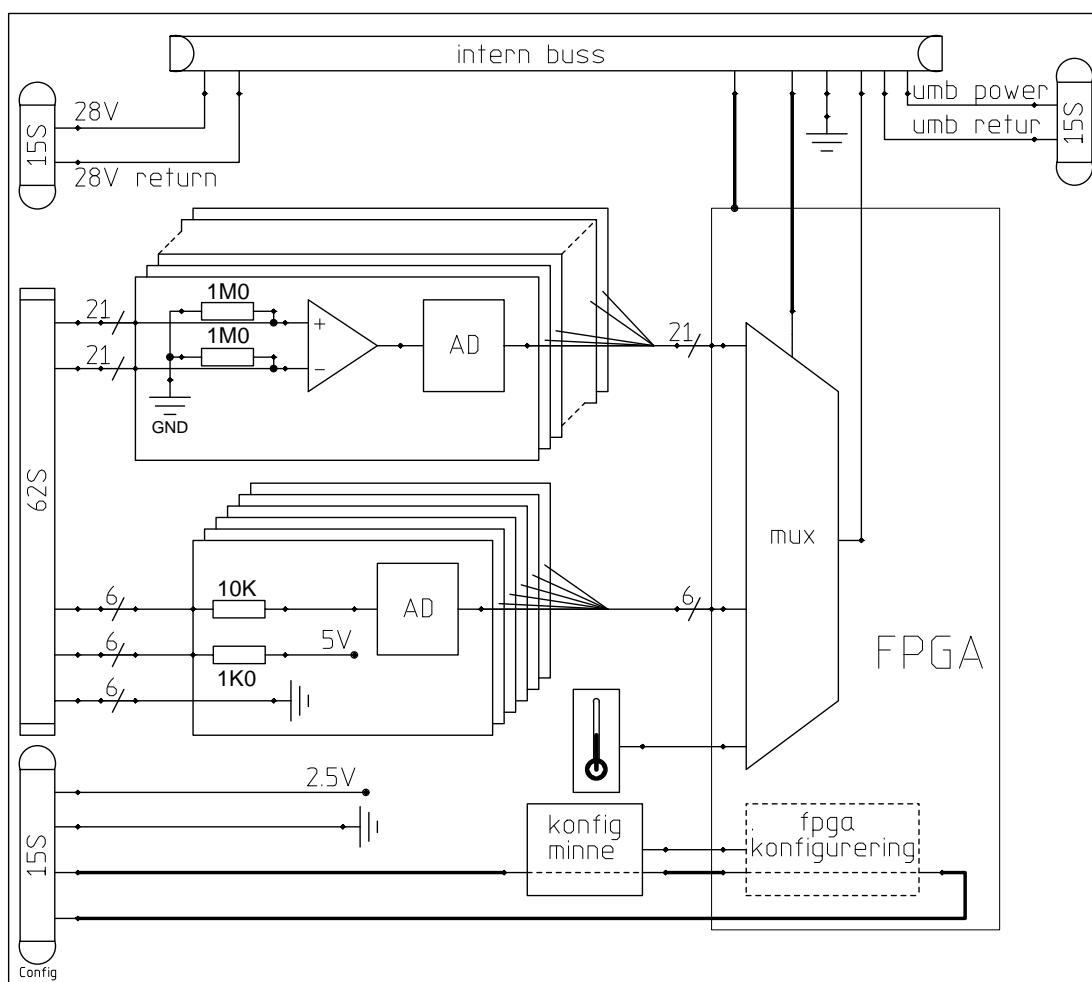 intern buss
28V
15S
28V return
umb power
umb retur
15S
21
1M0
+
21
1M0
−
AD
21
GND
62S
mux
6
10K
AD
6
6
5V
1K0
6
FPGA
2.5V
15S
konfig
minne
fpga
konfigurering
Config